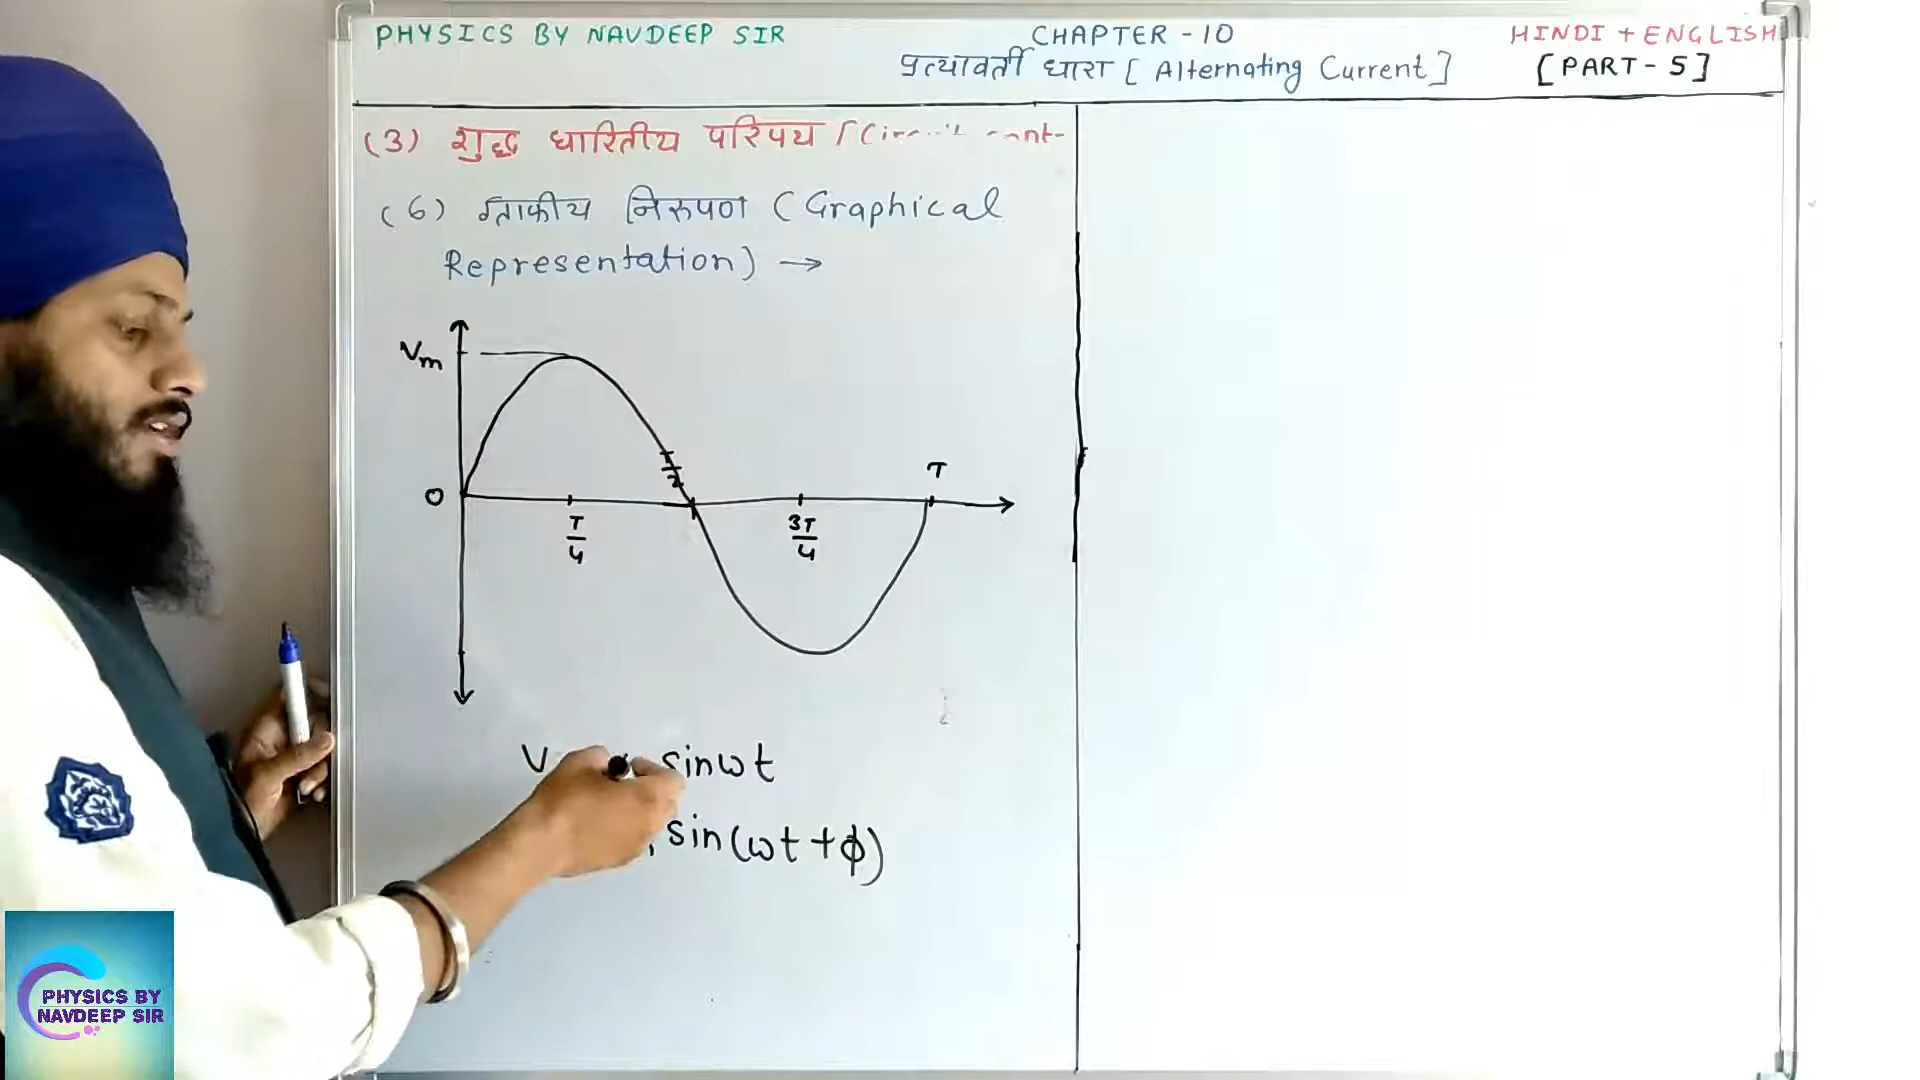 PHYSICS BY NAVDEEP SIR
CHAPTER - 10
HINDI + ENGLISH
प्रत्यावर्ती धारा [ Alternating Current ]
[ PART - 5 ]
(3) शुद्ध धारितीय परिपथ
(6) ग्राफीय निरुपण (Graphical
Representation) →
Vm
0
T/4
T/2
3T/4
T
V sinωt
sin(ωt + ϕ)
PHYSICS BY
NAVDEEP SIR